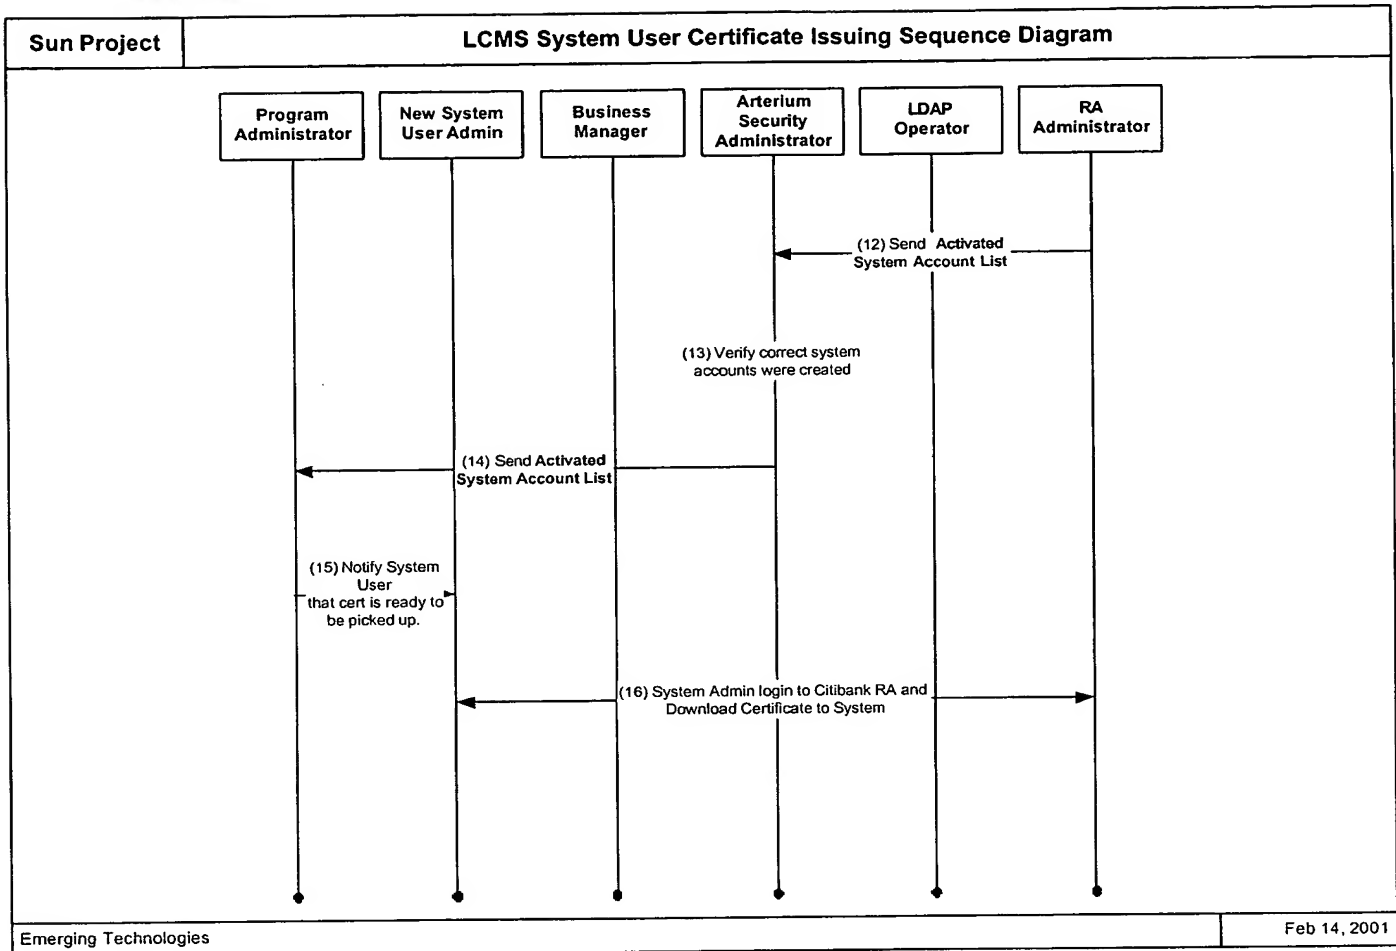 Sun Project
LCMS System User Certificate Issuing Sequence Diagram
Program
Administrator
New System
User Admin
Business
Manager
Arterium
Security
Administrator
LDAP
Operator
RA
Administrator
(12) Send Activated
System Account List
(13) Verify correct system
accounts were created
(14) Send Activated
System Account List
(15) Notify System
User
that cert is ready to
be picked up.
(16) System Admin login to Citibank RA and
Download Certificate to System
Emerging Technologies
Feb 14, 2001